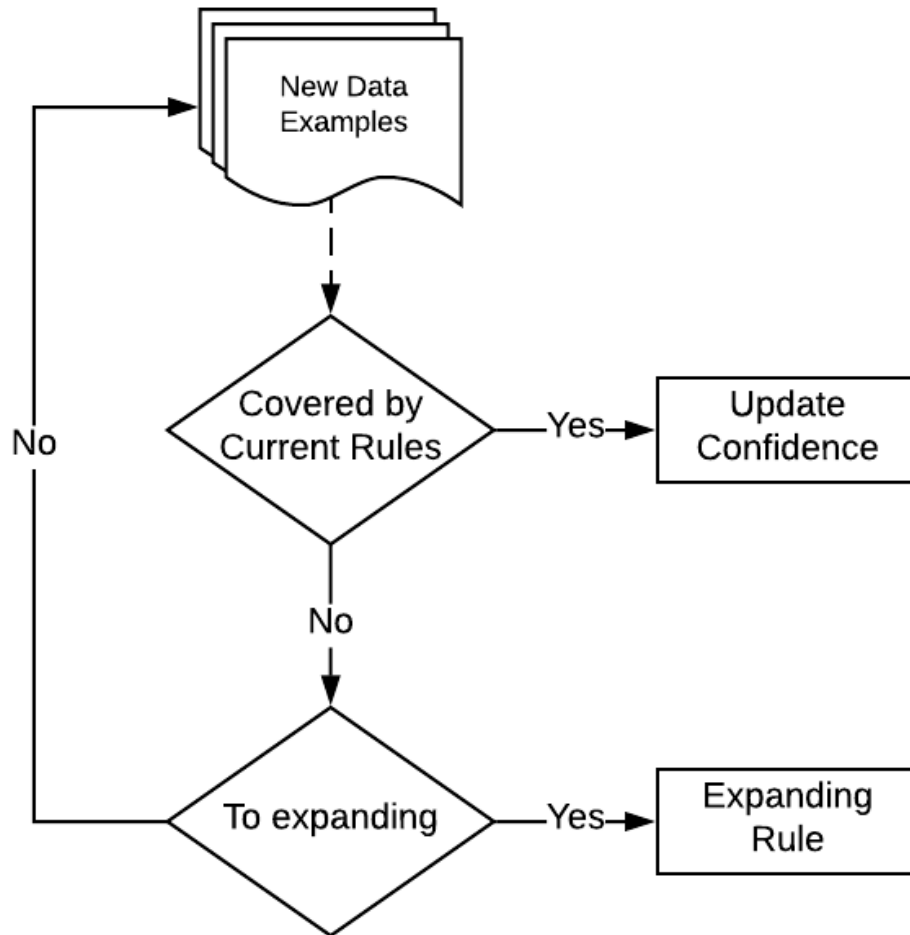 New Data
Examples
Covered by
Current Rules
Yes
Update
Confidence
No
No
To expanding
Yes
Expanding
Rule